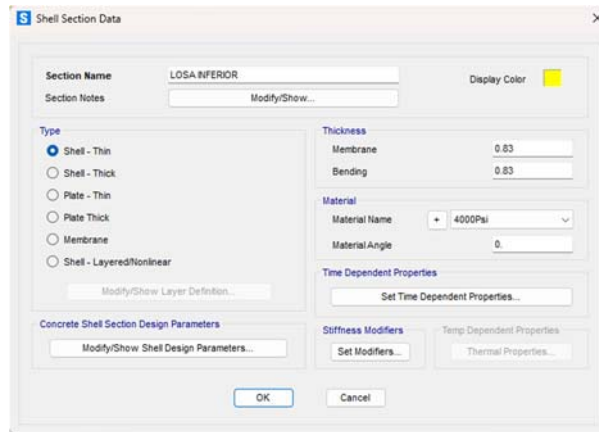 S Shell Section Data
Section Name LOSA INFERIOR
Section Notes Modify/Show...
Display Color
Type
Shell - Thin
Shell - Thick
Plate - Thin
Plate Thick
Membrane
Shell - Layered/Nonlinear
Modify/Show Layer Definition...
Thickness
Membrane 0.83
Bending 0.83
Material
Material Name + 4000Psi
Material Angle 0.
Time Dependent Properties
Set Time Dependent Properties...
Concrete Shell Section Design Parameters
Modify/Show Shell Design Parameters...
Stiffness Modifiers
Set Modifiers...
Temp Dependent Properties
Thermal Properties...
OK Cancel